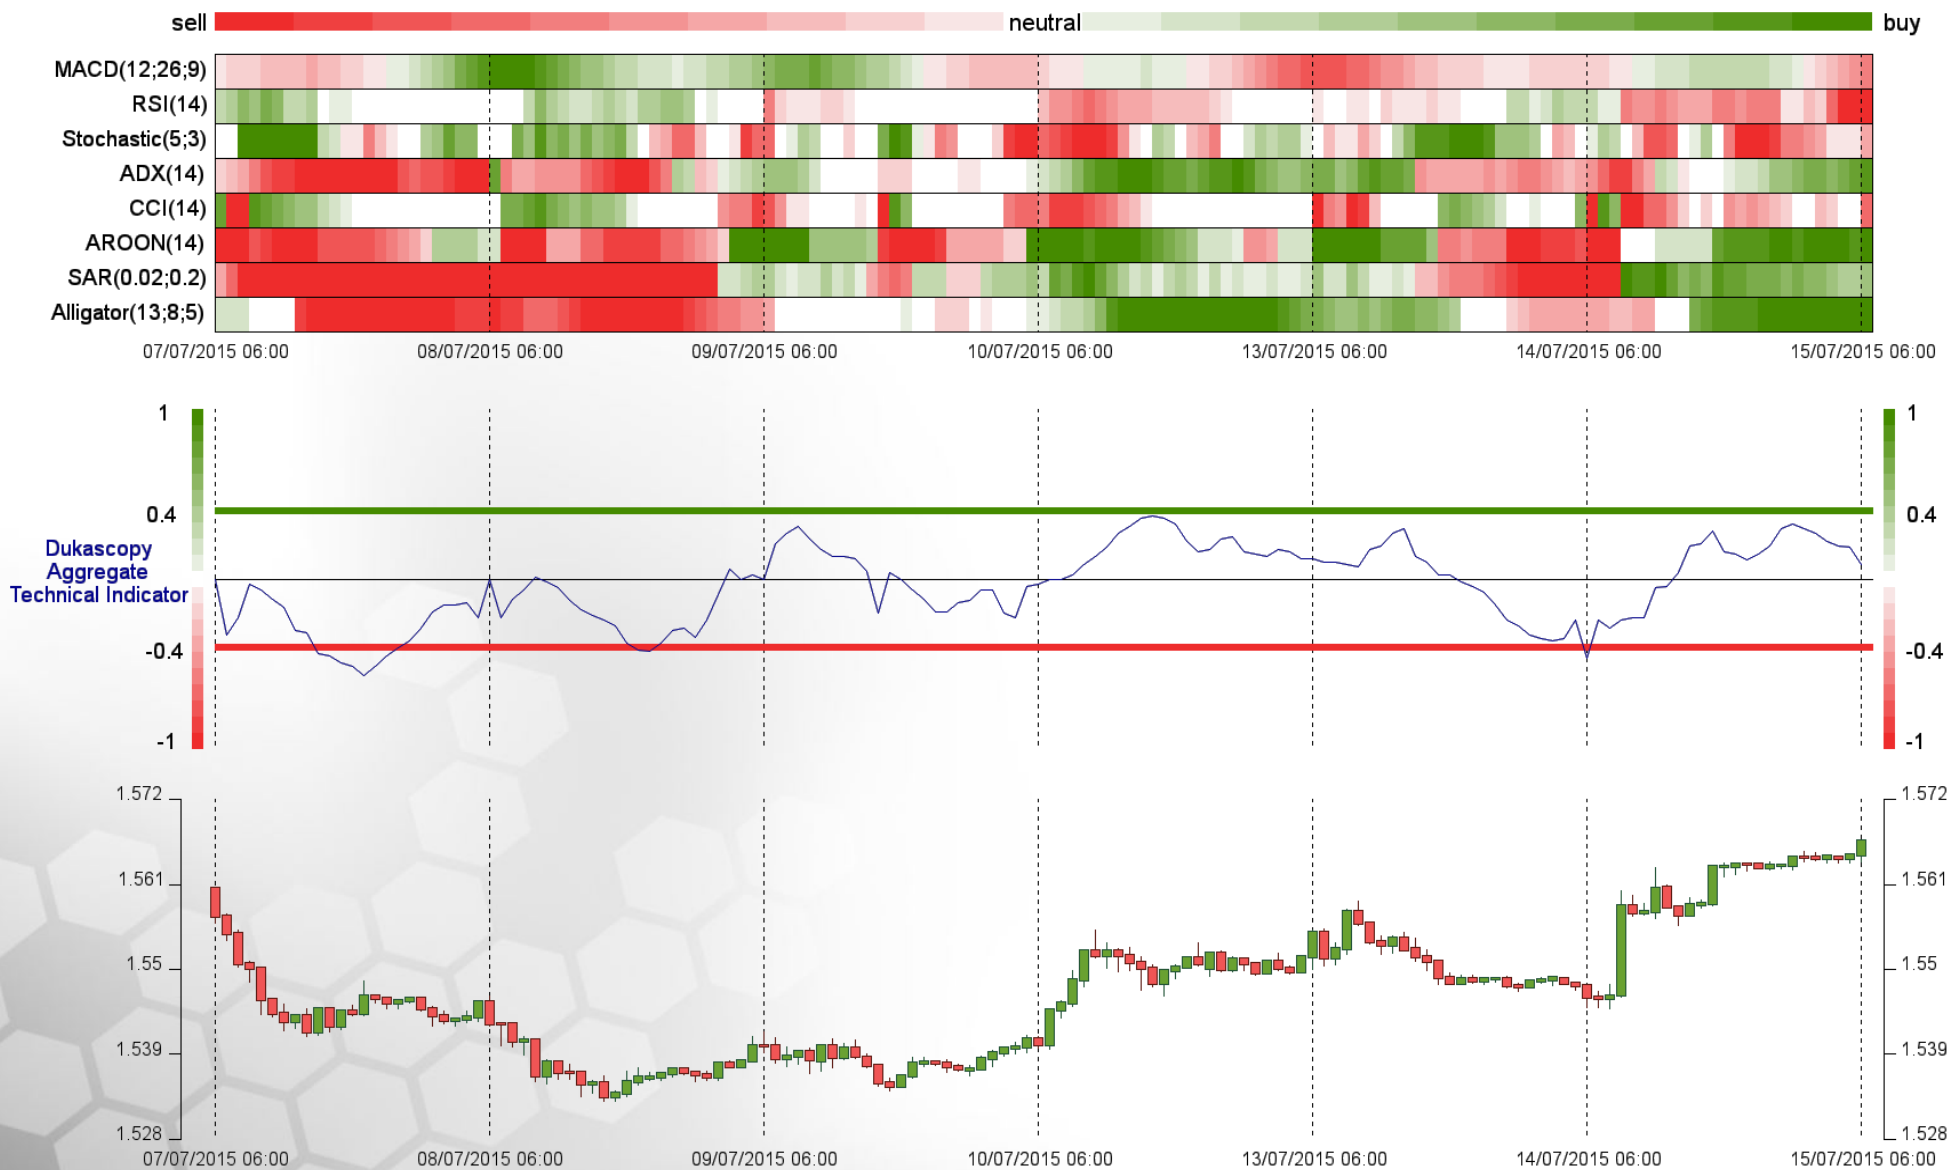 sell neutral buy
MACD(12;26;9)
RSI(14)
Stochastic(5;3)
ADX(14)
CCI(14)
AROON(14)
SAR(0.02;0.2)
Alligator(13;8;5)
07/07/2015 06:00 08/07/2015 06:00 09/07/2015 06:00 10/07/2015 06:00 13/07/2015 06:00 14/07/2015 06:00 15/07/2015 06:00
1 1
0.4 0.4
Dukascopy
Aggregate
Technical Indicator
-0.4 -0.4
-1 -1
1.572 1.572
1.561 1.561
1.55 1.55
1.539 1.539
1.528 1.528
07/07/2015 06:00 08/07/2015 06:00 09/07/2015 06:00 10/07/2015 06:00 13/07/2015 06:00 14/07/2015 06:00 15/07/2015 06:00